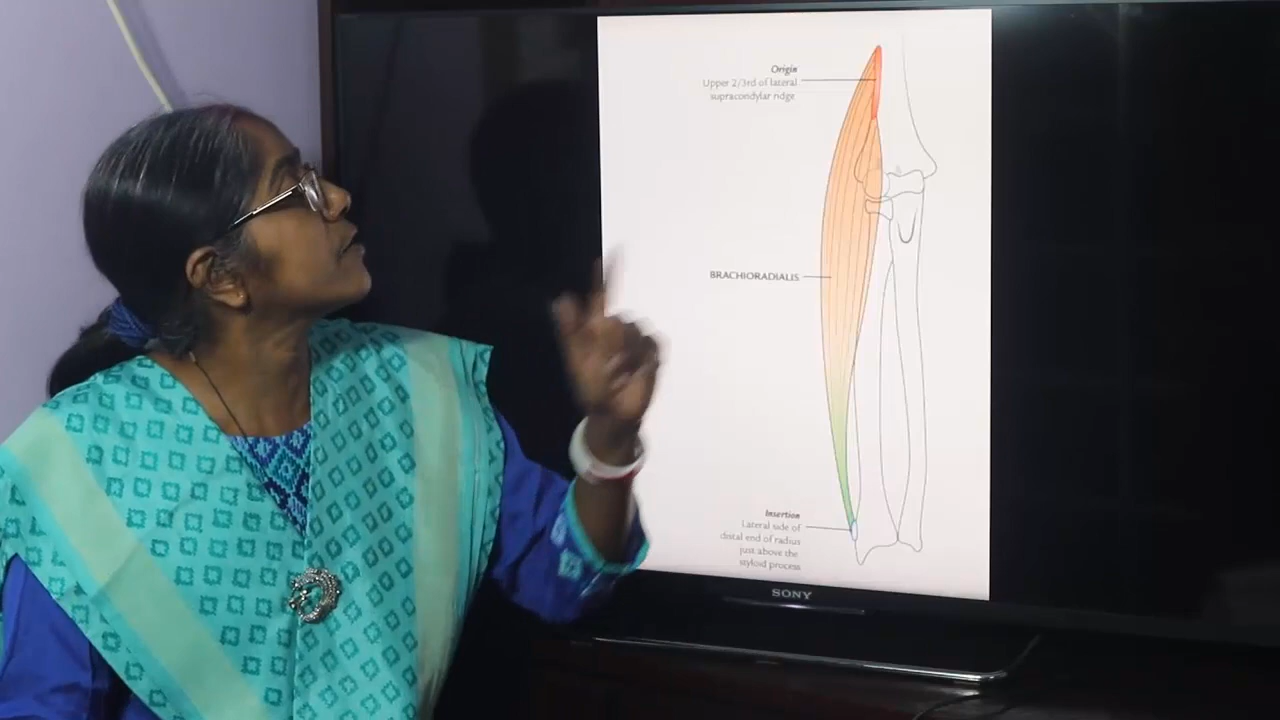 Origin
Upper 2/3rd of lateral
supracondylar ridge
BRACHIORADIALIS
Insertion
Lateral side of
distal end of radius
just above the
styloid process
SONY